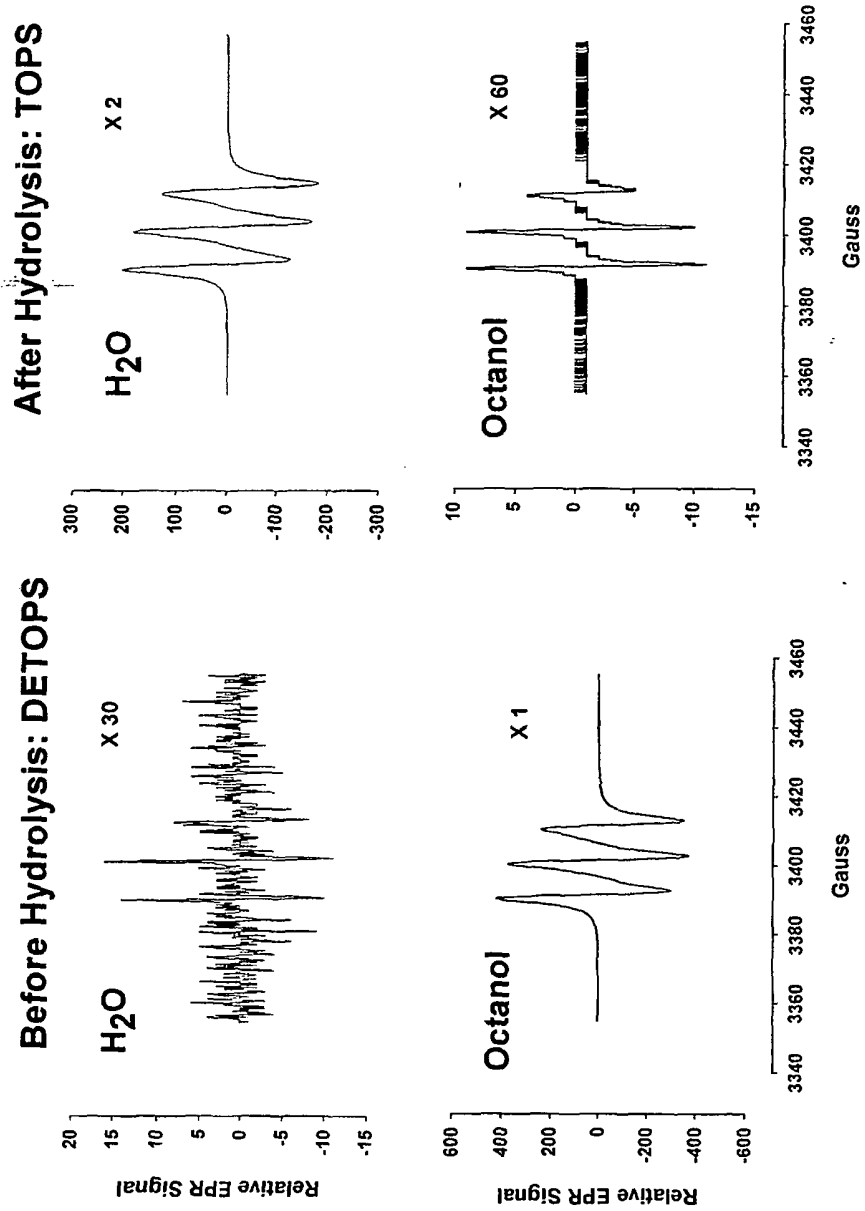 Before Hydrolysis: DETOPS
H2O
X 30
20
15
10
5
0
-5
-10
-15
Relative EPR Signal
Octanol
X 1
600
400
200
0
-200
-400
-600
Relative EPR Signal
3340 3360 3380 3400 3420 3440 3460
Gauss
After Hydrolysis: TOPS
H2O
X 2
300
200
100
0
-100
-200
-300
Octanol
X 60
10
5
0
-5
-10
-15
3340 3360 3380 3400 3420 3440 3460
Gauss